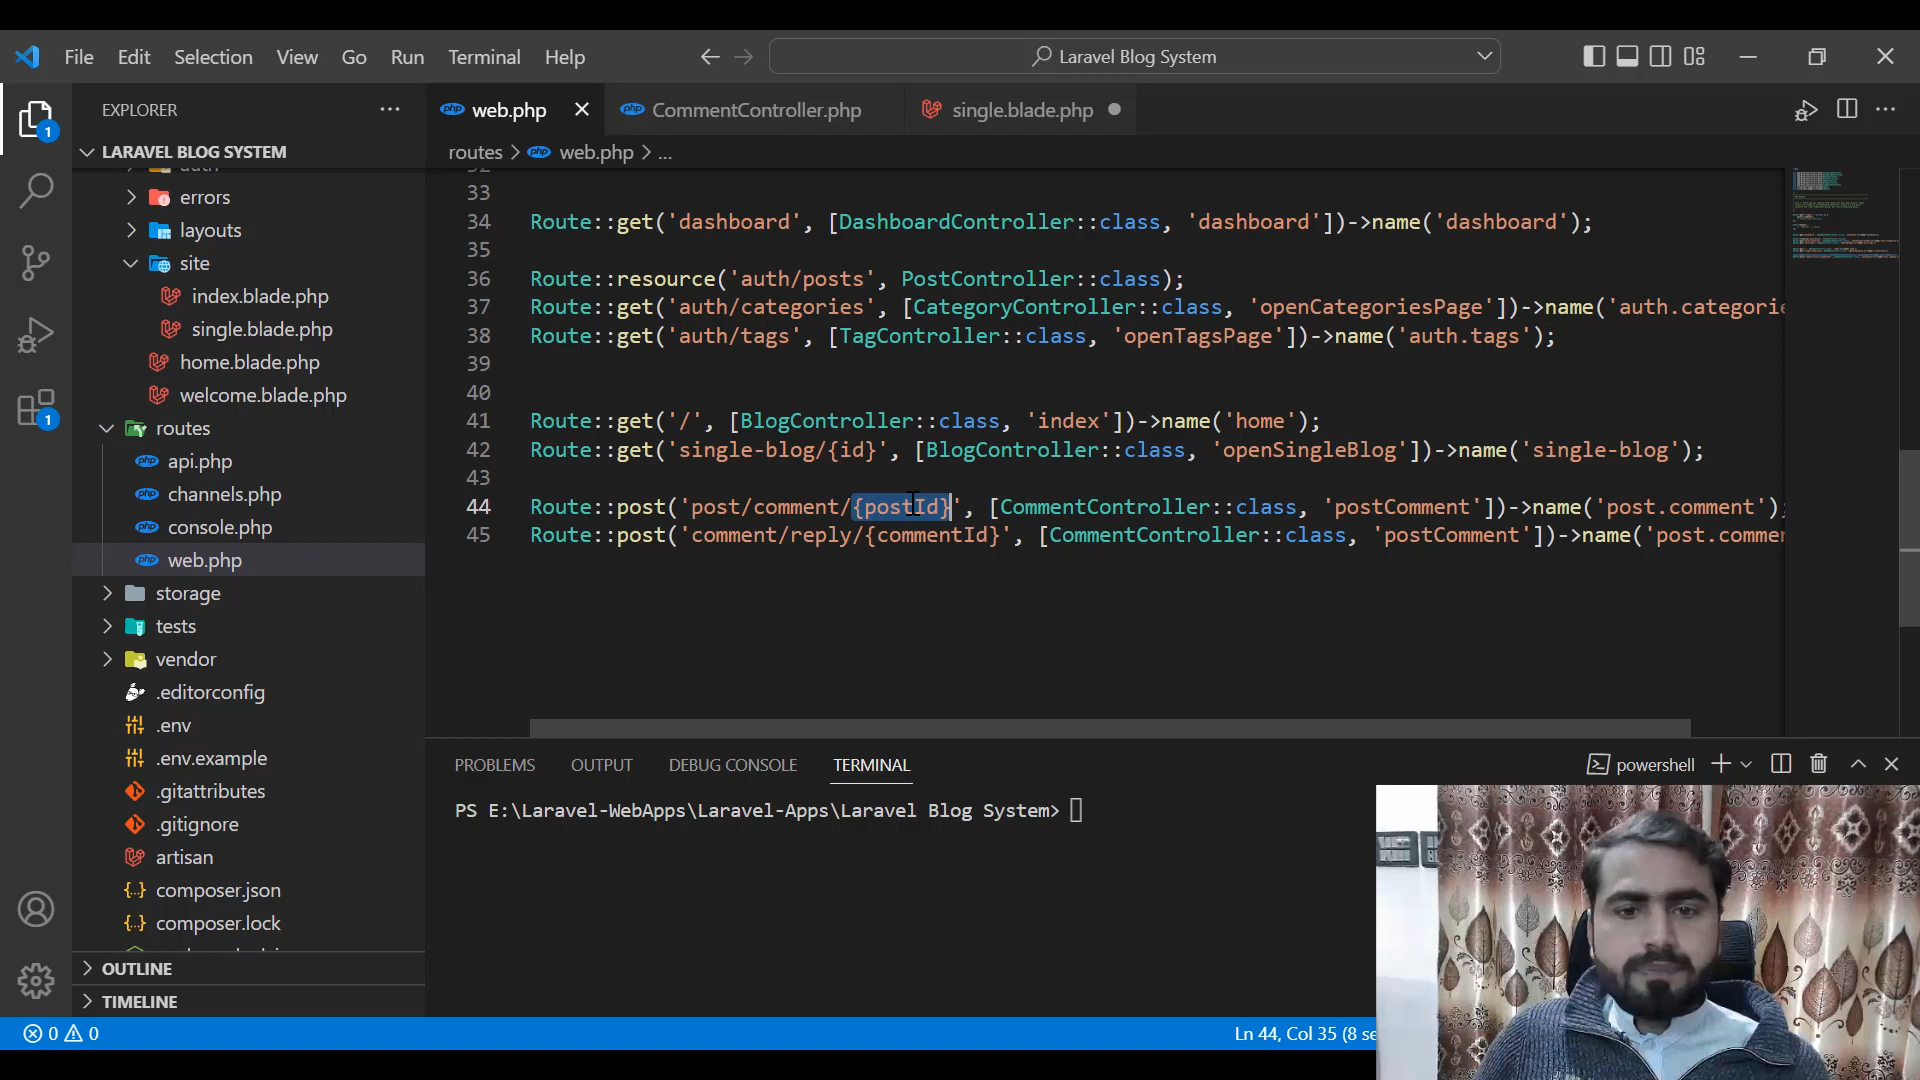 File Edit Selection View Go Run Terminal Help
Laravel Blog System
EXPLORER
LARAVEL BLOG SYSTEM
auth
errors
layouts
site
index.blade.php
single.blade.php
home.blade.php
welcome.blade.php
routes
api.php
channels.php
console.php
web.php
storage
tests
vendor
.editorconfig
.env
.env.example
.gitattributes
.gitignore
artisan
composer.json
composer.lock
OUTLINE
TIMELINE
web.php CommentController.php single.blade.php
routes > web.php > ...
32
33
34 Route::get('dashboard', [DashboardController::class, 'dashboard'])->name('dashboard');
35
36 Route::resource('auth/posts', PostController::class);
37 Route::get('auth/categories', [CategoryController::class, 'openCategoriesPage'])->name('auth.categorie
38 Route::get('auth/tags', [TagController::class, 'openTagsPage'])->name('auth.tags');
39
40
41 Route::get('/', [BlogController::class, 'index'])->name('home');
42 Route::get('single-blog/{id}', [BlogController::class, 'openSingleBlog'])->name('single-blog');
43
44 Route::post('post/comment/{postId}', [CommentController::class, 'postComment'])->name('post.comment');
45 Route::post('comment/reply/{commentId}', [CommentController::class, 'postComment'])->name('post.commen
PROBLEMS OUTPUT DEBUG CONSOLE TERMINAL
powershell
PS E:\Laravel-WebApps\Laravel-Apps\Laravel Blog System>
0 0
Ln 44, Col 35 (8 se
1
1